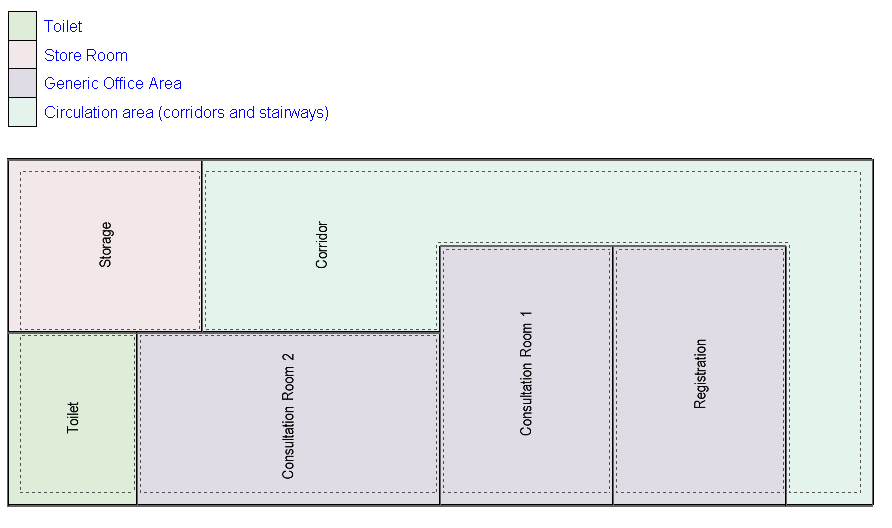 Toilet
Store Room
Generic Office Area
Circulation area (corridors and stairways)
Storage
Corridor
Toilet
Consultation Room 2
Consultation Room 1
Registration